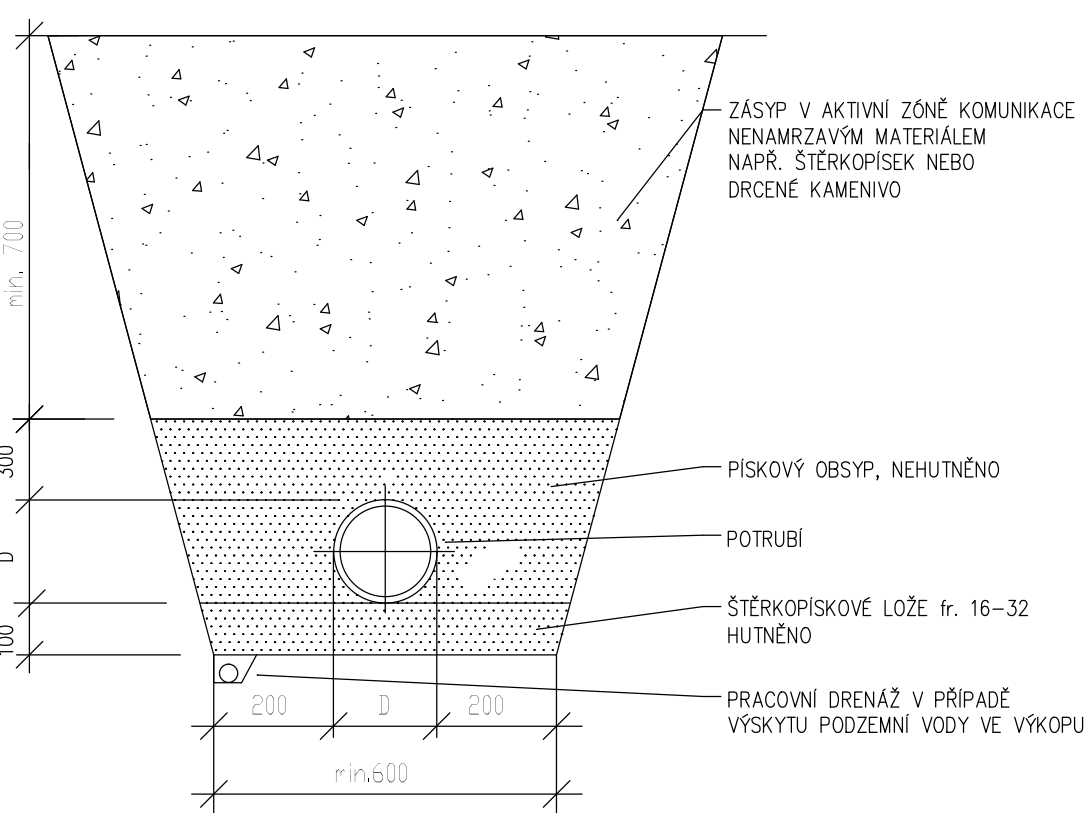 ZÁSYP V AKTIVNÍ ZÓNĚ KOMUNIKACE
NENAMRZAVÝM MATERIÁLEM
NAPŘ. ŠTĚRKOPÍSEK NEBO
DRCENÉ KAMENIVO
min. 700
300
PÍSKOVÝ OBSYP, NEHUTNĚNO
D
POTRUBÍ
100
ŠTĚRKOPÍSKOVÉ LOŽE fr. 16-32
HUTNĚNO
200 D 200
PRACOVNÍ DRENÁŽ V PŘÍPADĚ
VÝSKYTU PODZEMNÍ VODY VE VÝKOPU
min.600